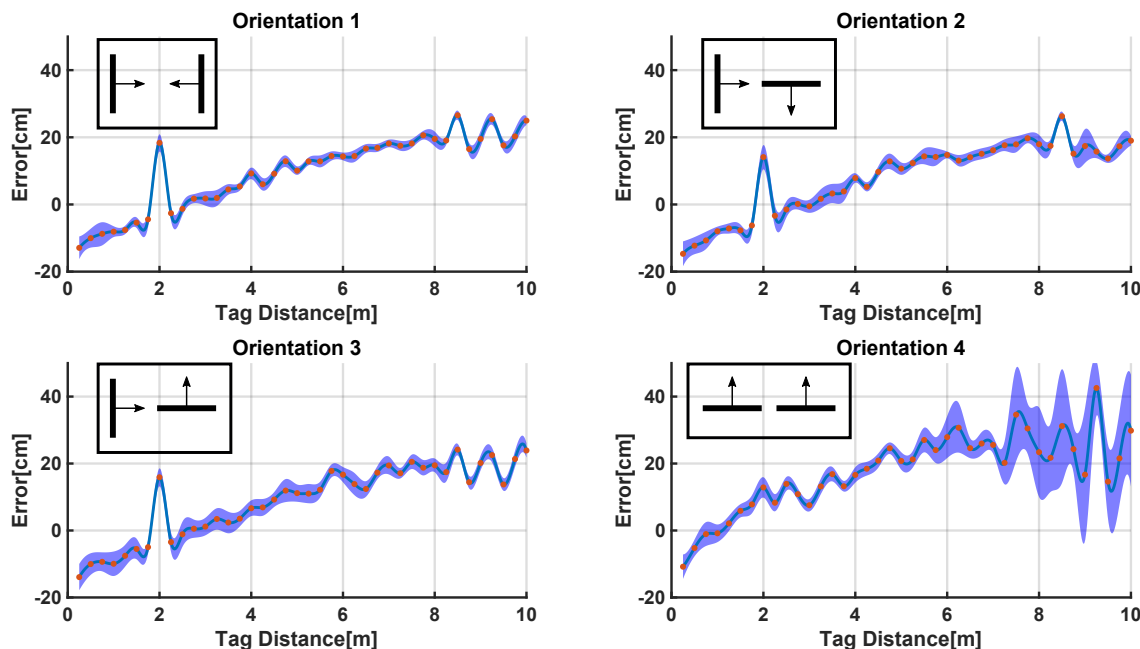 Orientation 1
Error[cm]
40
20
0
-20
0 2 4 6 8 10
Tag Distance[m]
Orientation 2
Error[cm]
40
20
0
-20
0 2 4 6 8 10
Tag Distance[m]
Orientation 3
Error[cm]
40
20
0
-20
0 2 4 6 8 10
Tag Distance[m]
Orientation 4
Error[cm]
40
20
0
-20
0 2 4 6 8 10
Tag Distance[m]